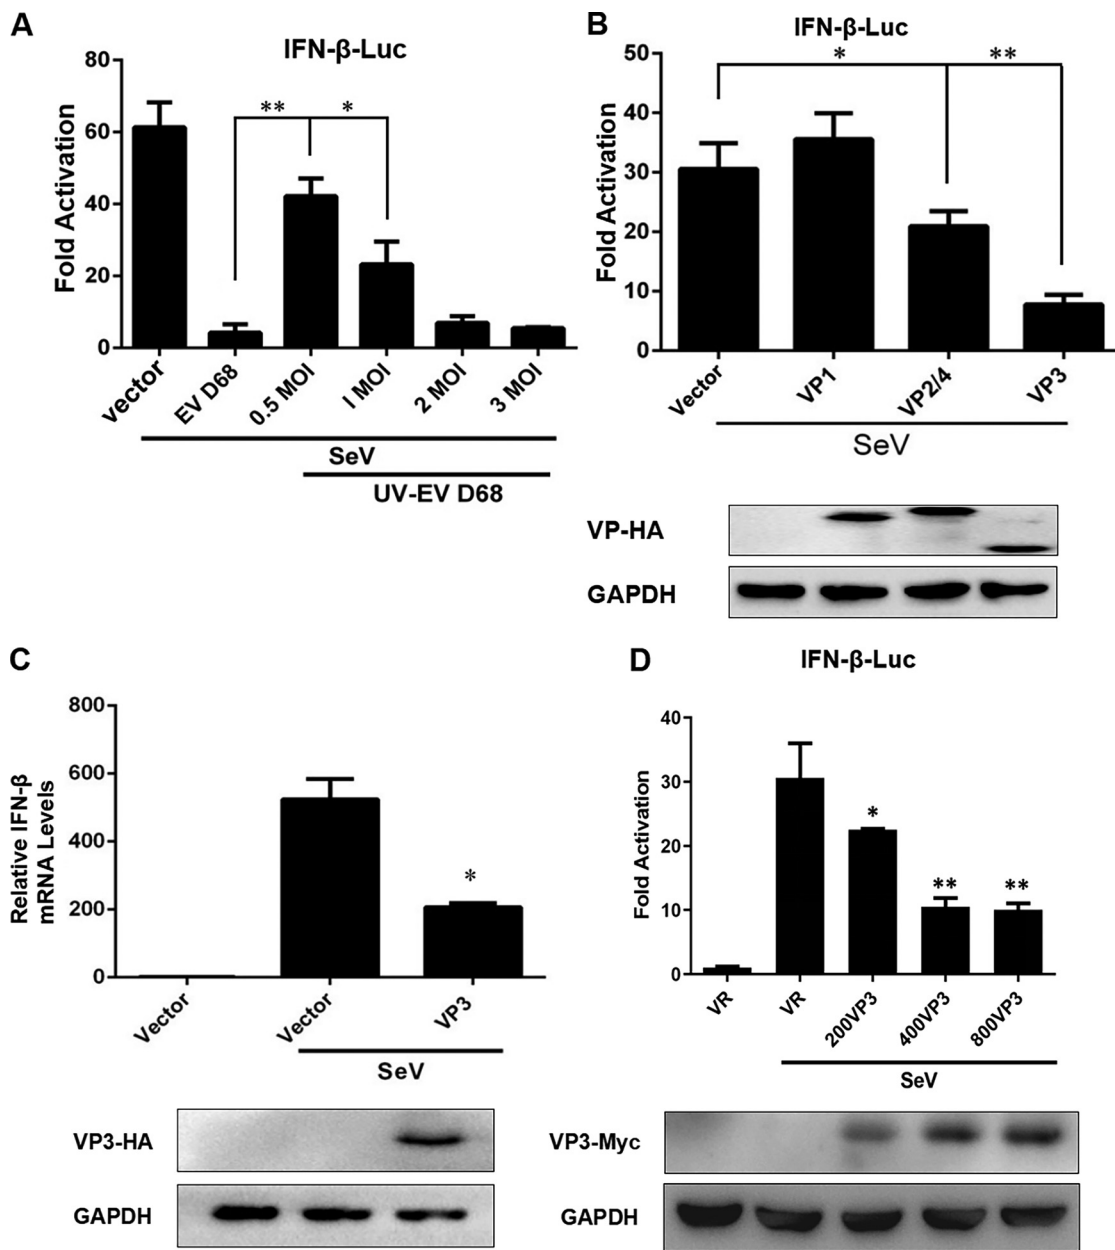 A
IFN-β-Luc
Fold Activation
80
60
40
20
0
** *
vector
EV D68
0.5 MOI
I MOI
2 MOI
3 MOI
SeV
UV-EV D68
B
IFN-β-Luc
Fold Activation
50
40
30
20
10
0
* **
Vector
VP1
VP2/4
VP3
SeV
VP-HA
GAPDH
C
Relative IFN-β
mRNA Levels
800
600
400
200
0
*
Vector
Vector
VP3
SeV
VP3-HA
GAPDH
D
IFN-β-Luc
Fold Activation
40
30
20
10
0
*
** **
VR
VR
200VP3
400VP3
800VP3
SeV
VP3-Myc
GAPDH